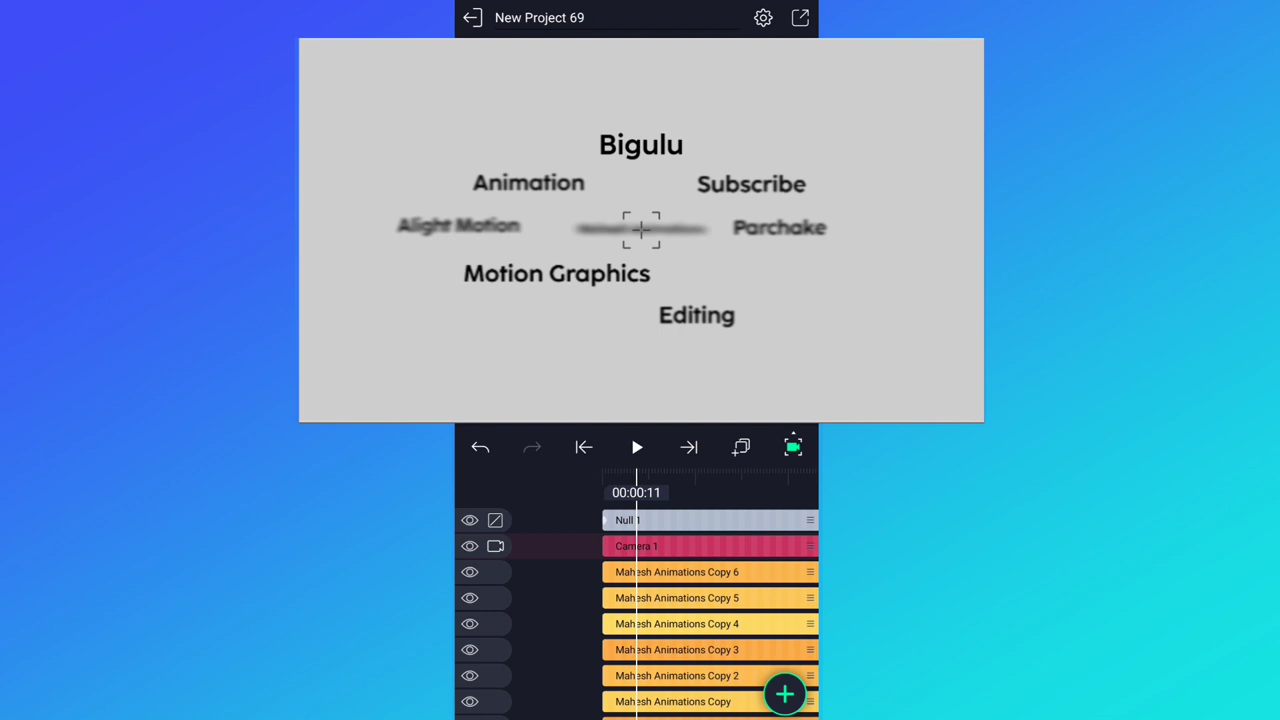 New Project 69
Bigulu
Animation
Subscribe
Alight Motion
Mahesh Animations
Parchake
Motion Graphics
Editing
00:00:11
Null 1
Camera 1
Mahesh Animations Copy 6
Mahesh Animations Copy 5
Mahesh Animations Copy 4
Mahesh Animations Copy 3
Mahesh Animations Copy 2
Mahesh Animations Copy